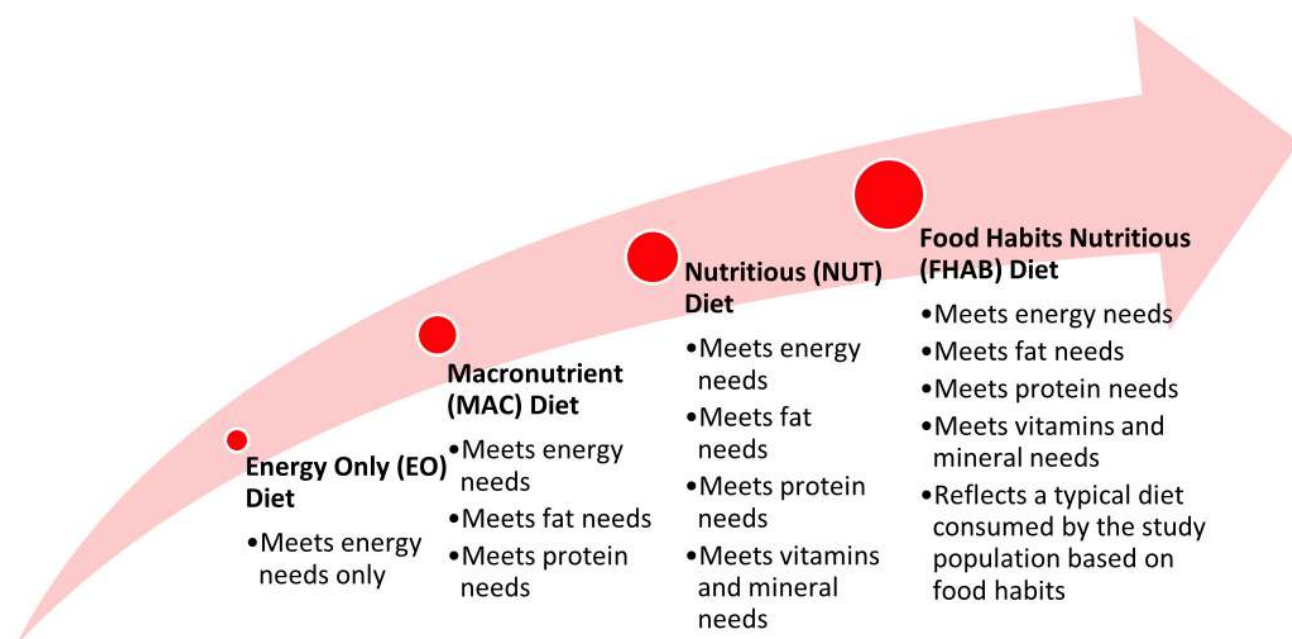 Energy Only (EO)
Diet
•Meets energy
needs only
Macronutrient
(MAC) Diet
•Meets energy
needs
•Meets fat needs
•Meets protein
needs
Nutritious (NUT)
Diet
•Meets energy
needs
•Meets fat
needs
•Meets protein
needs
•Meets vitamins
and mineral
needs
Food Habits Nutritious
(FHAB) Diet
•Meets energy needs
•Meets fat needs
•Meets protein needs
•Meets vitamins and
mineral needs
•Reflects a typical diet
consumed by the study
population based on
food habits